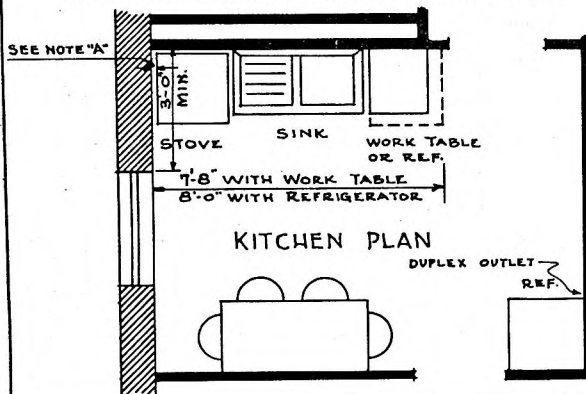 SEE NOTE "A"
3'-0"
MIN.
STOVE
SINK
WORK TABLE
OR REF.
7'-8" WITH WORK TABLE
8'-0" WITH REFRIGERATOR
KITCHEN PLAN
DUPLEX OUTLET
REF.